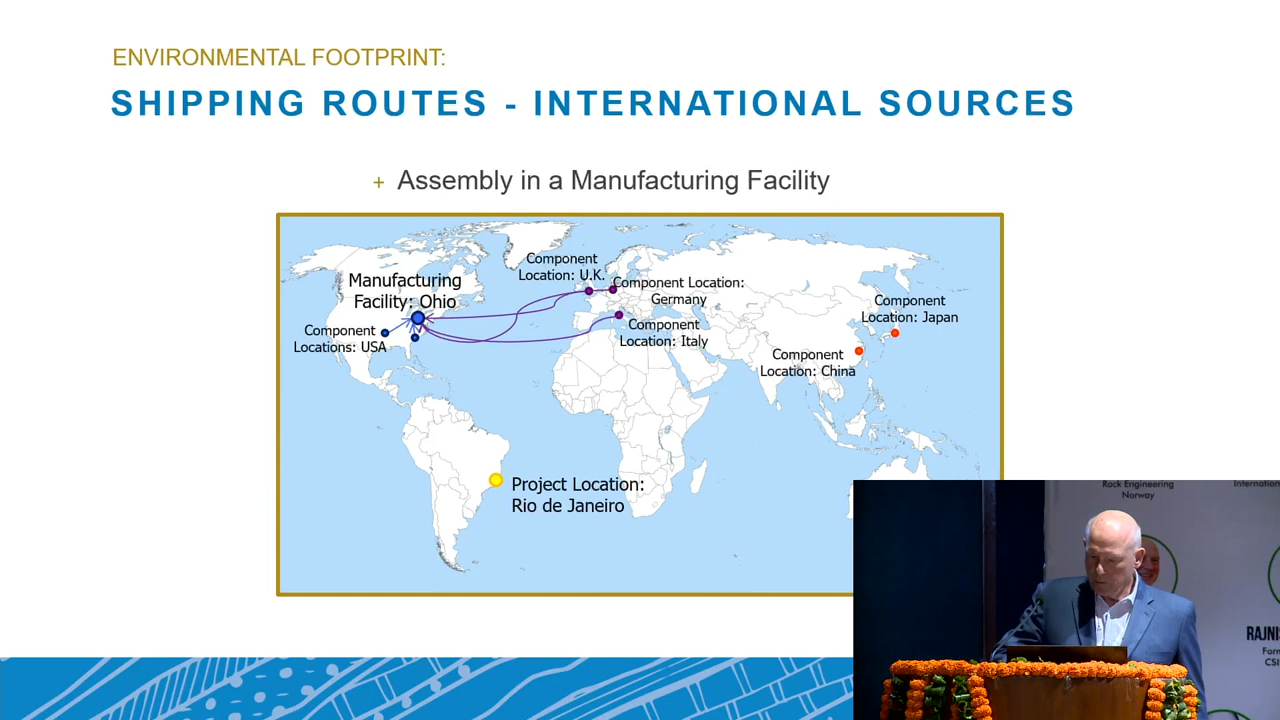 ENVIRONMENTAL FOOTPRINT:
SHIPPING ROUTES - INTERNATIONAL SOURCES
+ Assembly in a Manufacturing Facility
Component
Location: U.K.
Component Location:
Germany
Manufacturing
Facility: Ohio
Component
Location: Japan
Component
Locations: USA
Component
Location: Italy
Component
Location: China
Project Location:
Rio de Janeiro
Rock Engineering
Norway